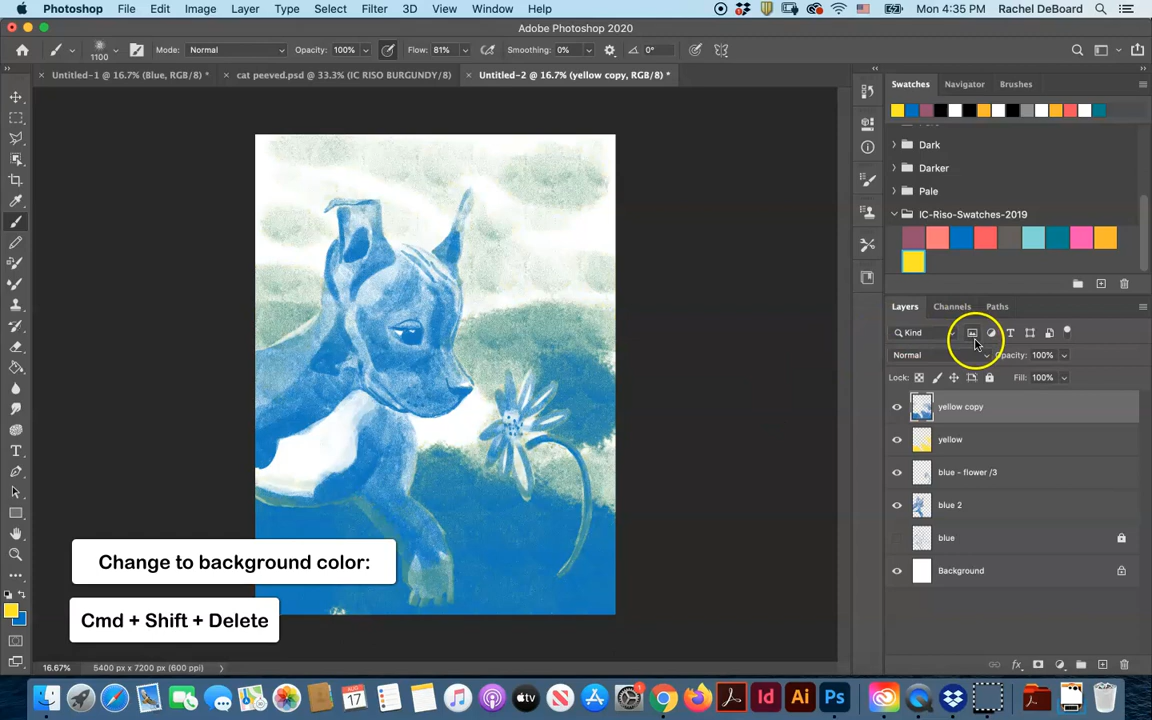 Photoshop File Edit Image Layer Type Select Filter 3D View Window Help Mon 4:35 PM Rachel DeBoard
Adobe Photoshop 2020
1100 Mode: Normal Opacity: 100% Flow: 81% Smoothing: 0% 0°
Untitled-1 @ 16.7% (Blue, RGB/8) * cat peeved.psd @ 33.3% (IC RISO BURGUNDY/8) Untitled-2 @ 16.7% (yellow copy, RGB/8) *
Swatches Navigator Brushes
Dark
Darker
Pale
IC-Riso-Swatches-2019
Layers Channels Paths
Kind
Normal Opacity: 100%
Lock: Fill: 100%
yellow copy
yellow
blue - flower /3
blue 2
blue
Background
Change to background color:
Cmd + Shift + Delete
16.67% 5400 px x 7200 px (600 ppi)